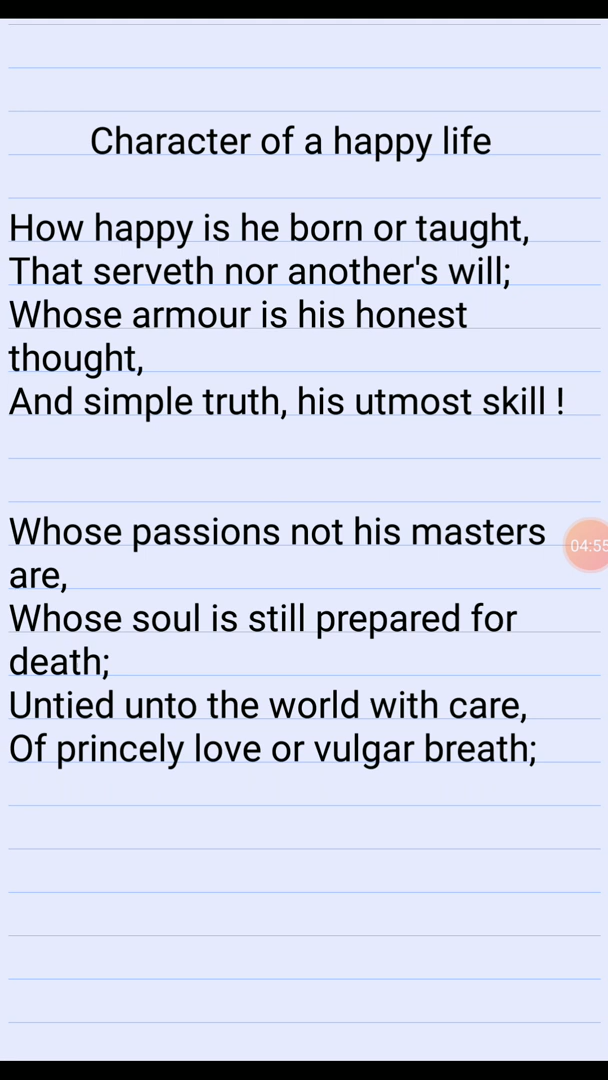 Character of a happy life
How happy is he born or taught,
That serveth nor another's will;
Whose armour is his honest
thought,
And simple truth, his utmost skill !
Whose passions not his masters
are,
04:55
Whose soul is still prepared for
death;
Untied unto the world with care,
Of princely love or vulgar breath;